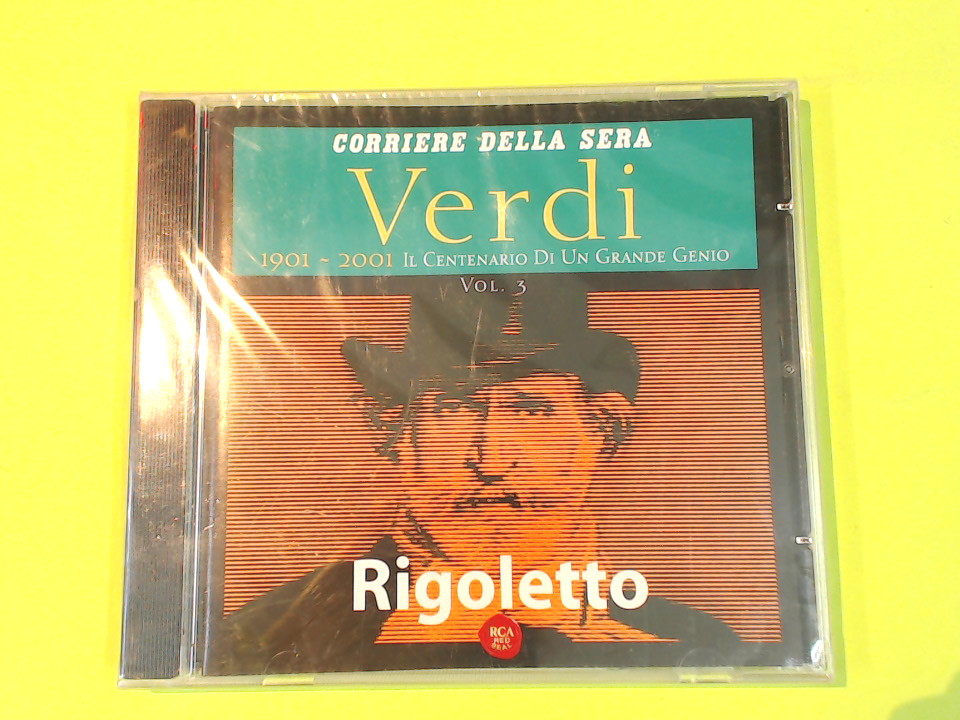 CORRIERE DELLA SERA
Verdi
1901 ~ 2001 IL CENTENARIO DI UN GRANDE GENIO
VOL. 3
Rigoletto
RCA
RED
SEAL